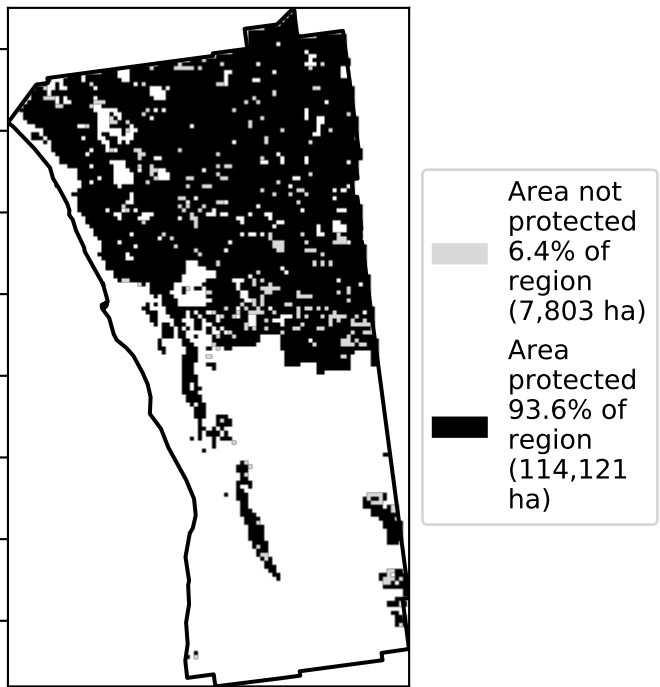 Area not
protected
6.4% of
region
(7,803 ha)
Area
protected
93.6% of
region
(114,121
ha)